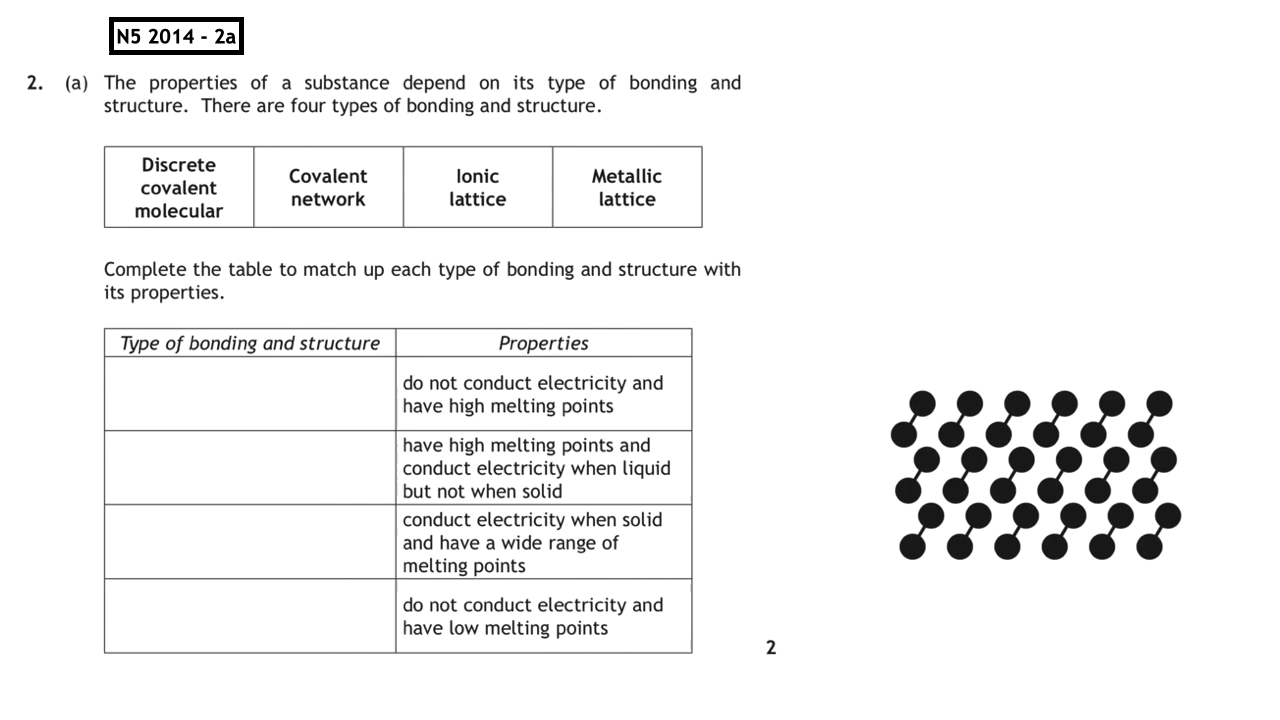 N5 2014 - 2a
2. (a) The properties of a substance depend on its type of bonding and
structure. There are four types of bonding and structure.
Discrete
covalent
molecular
Covalent
network
Ionic
lattice
Metallic
lattice
Complete the table to match up each type of bonding and structure with
its properties.
Type of bonding and structure
Properties
do not conduct electricity and
have high melting points
have high melting points and
conduct electricity when liquid
but not when solid
conduct electricity when solid
and have a wide range of
melting points
do not conduct electricity and
have low melting points
2